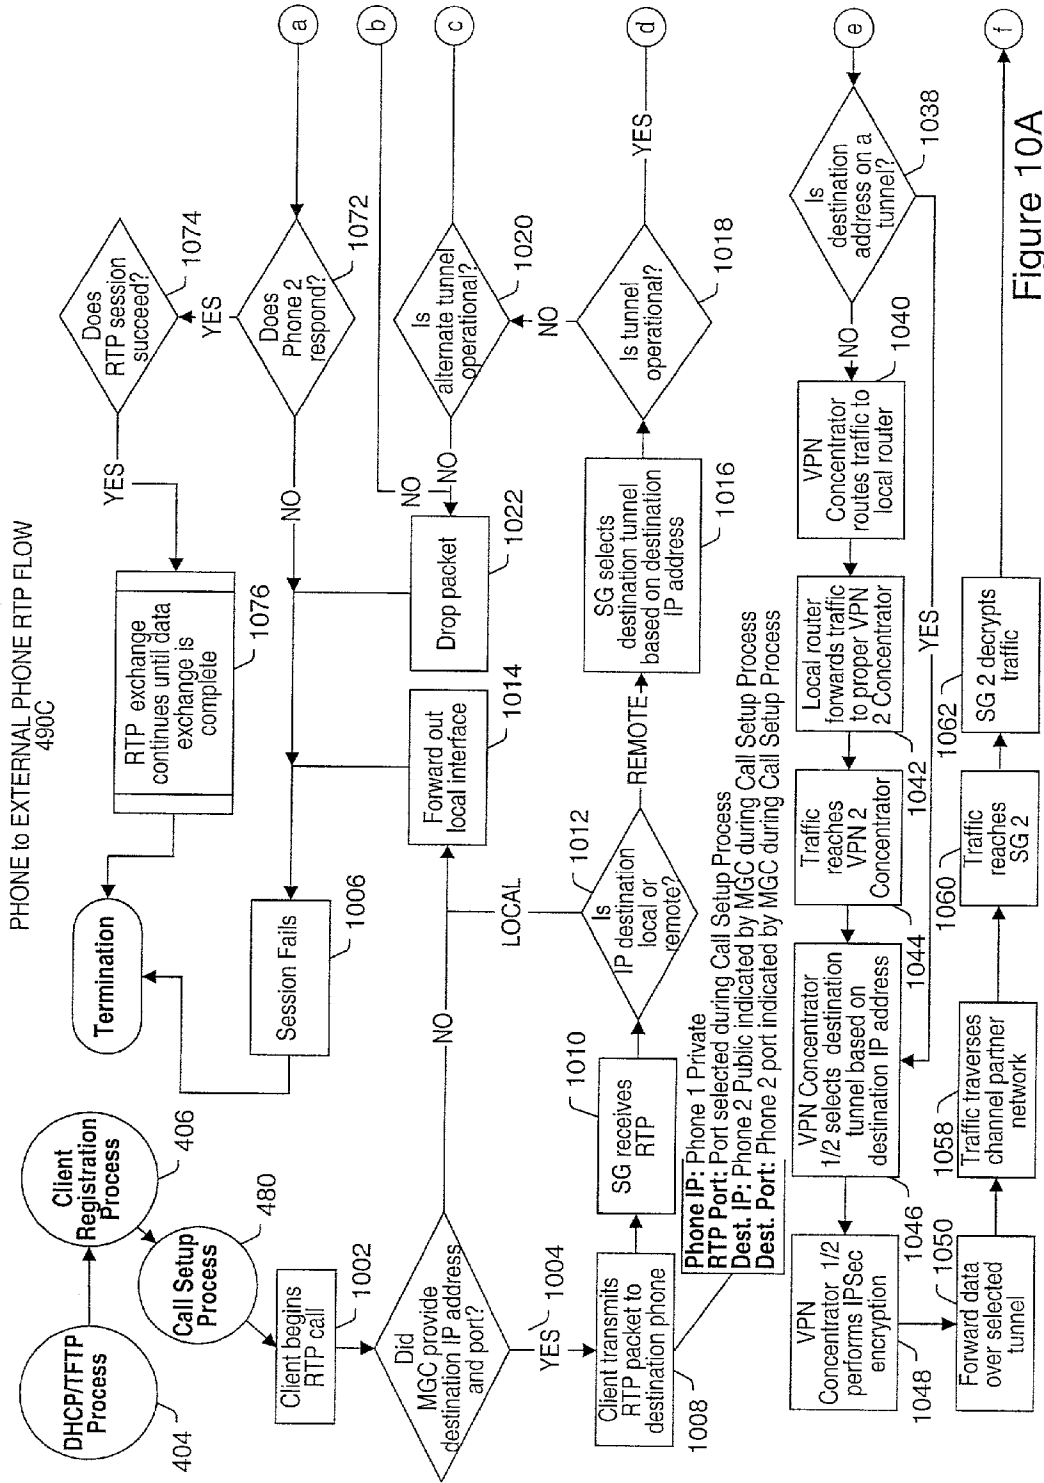 PHONE to EXTERNAL PHONE RTP FLOW
490C
DHCP/TFTP
Process
404
Client
Registration
Process
406
Call Setup
Process
480
Client begins
RTP call
1002
Did
MGC provide
destination IP address
and port?
NO
YES
1004
Client transmits
RTP packet to
destination phone
1008
Phone IP: Phone 1 Private
RTP Port: Port selected during Call Setup Process
Dest. IP: Phone 2 Public indicated by MGC during Call Setup Process
Dest. Port: Phone 2 port indicated by MGC during Call Setup Process
SG receives
RTP
1010
Is
IP destination
local or
remote?
1012
LOCAL
REMOTE
Forward out
local Interface
1014
SG selects
destination tunnel
based on destination
IP address
1016
Is tunnel
operational?
1018
YES
d
NO
Is
alternate tunnel
operational?
1020
c
NO
NO
b
Drop packet
1022
Session Fails
1006
Termination
Does
Phone 2
respond?
1072
a
NO
YES
Does
RTP session
succeed?
1074
YES
RTP exchange
continues until data
exchange is
complete
1076
e
Is
destination
address on a
tunnel?
1038
NO
YES
VPN
Concentrator
routes traffic to
local router
1040
Local router
forwards traffic
to proper VPN
2 Concentrator
1042
Traffic
reaches
VPN 2
Concentrator
1044
VPN Concentrator
1/2 selects destination
tunnel based on
destination IP address
1046
VPN
Concentrator 1/2
performs IPSec
encryption
1048
Forward data
over selected
tunnel
1050
Traffic traverses
channel partner
network
1058
Traffic
reaches
SG 2
1060
SG 2 decrypts
traffic
1062
f
Figure 10A